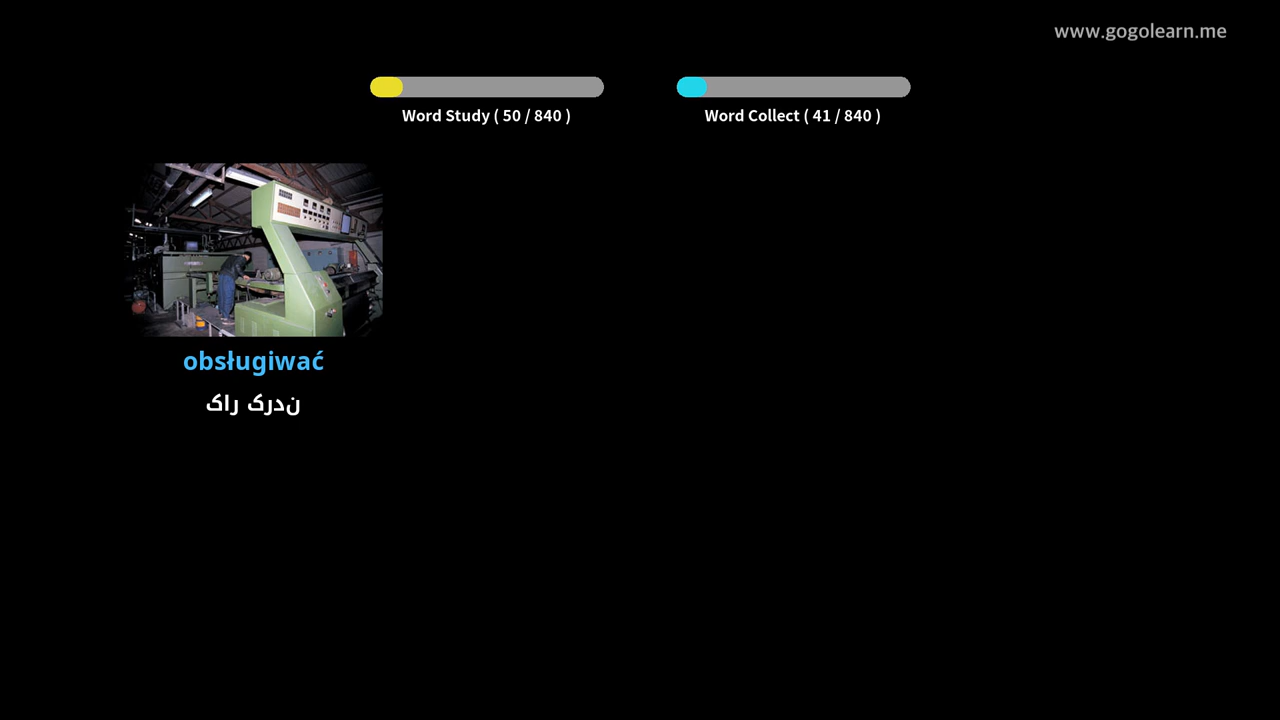 www.gogolearn.me
Word Study ( 50 / 840 )
Word Collect ( 41 / 840 )
obsługiwać
ندرک راک